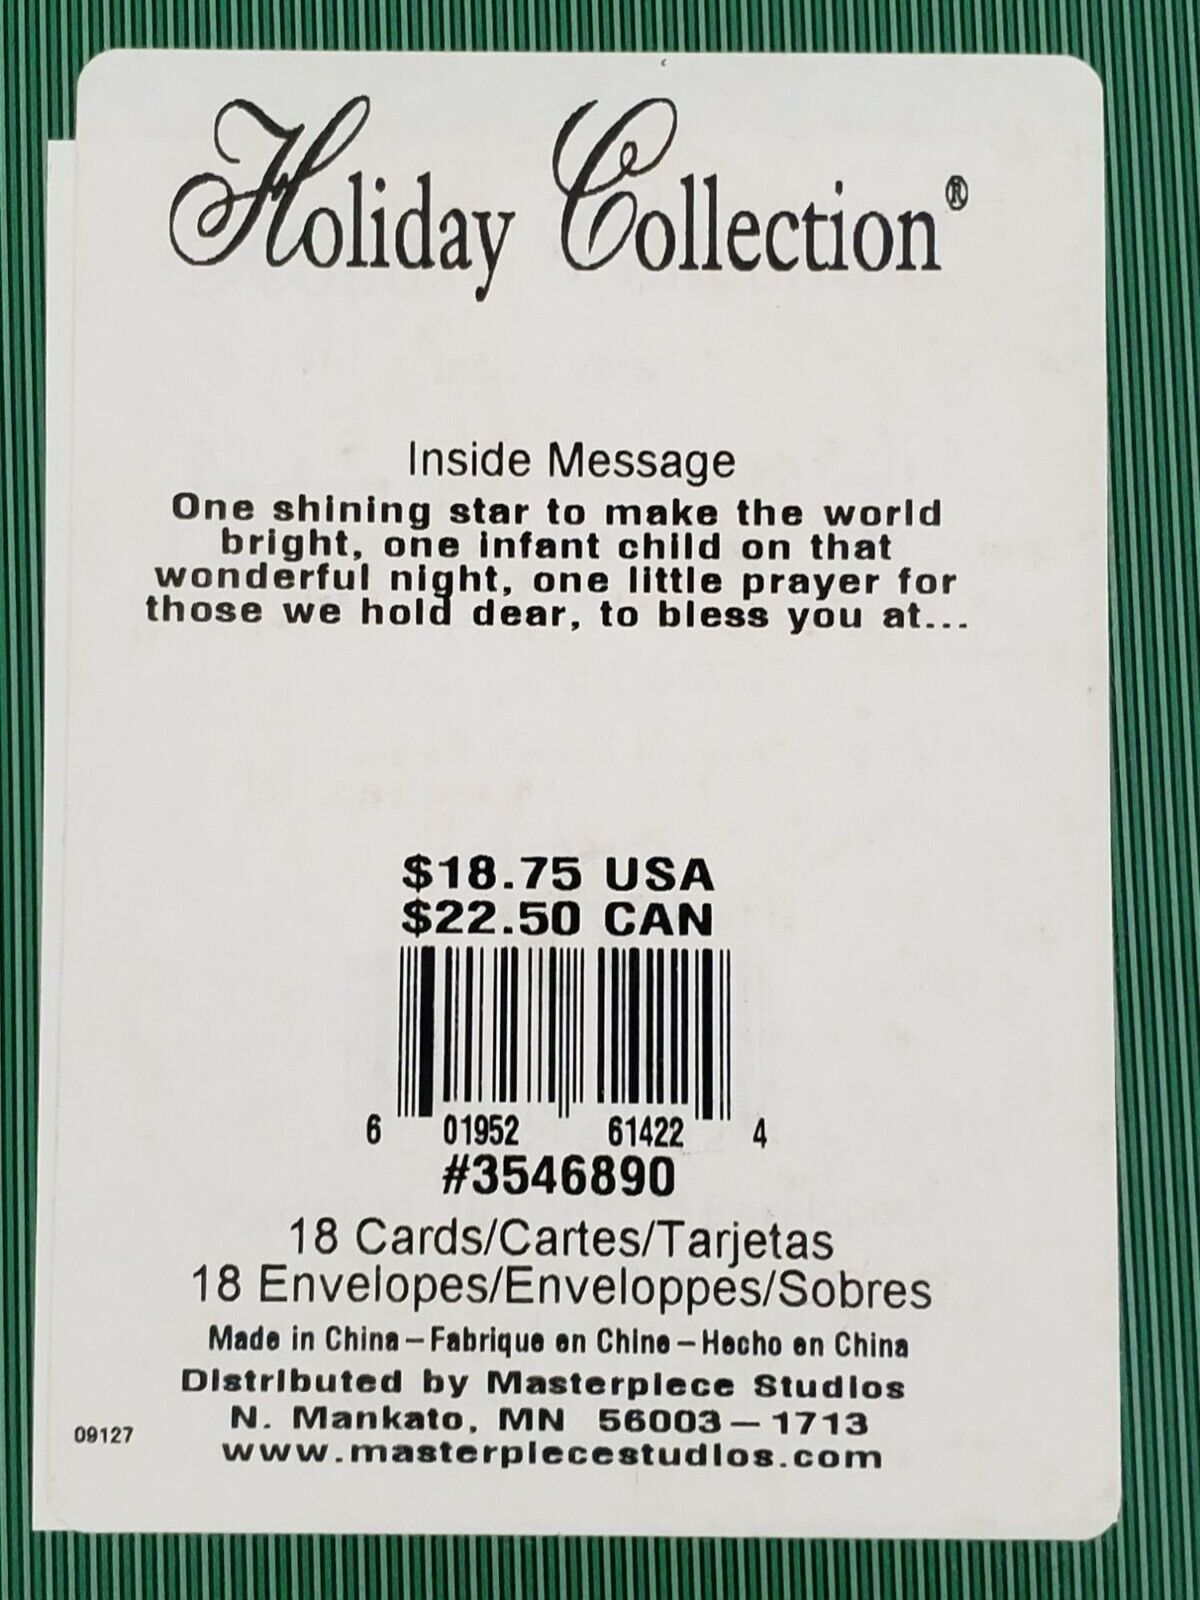 Holiday Collection®
Inside Message
One shining star to make the world
bright, one infant child on that
wonderful night, one little prayer for
those we hold dear, to bless you at...
$18.75 USA
$22.50 CAN
6 01952 61422 4
#3546890
18 Cards/Cartes/Tarjetas
18 Envelopes/Enveloppes/Sobres
Made in China – Fabrique en Chine – Hecho en China
Distributed by Masterpiece Studios
N. Mankato, MN 56003 – 1713
09127
www.masterpiecestudios.com